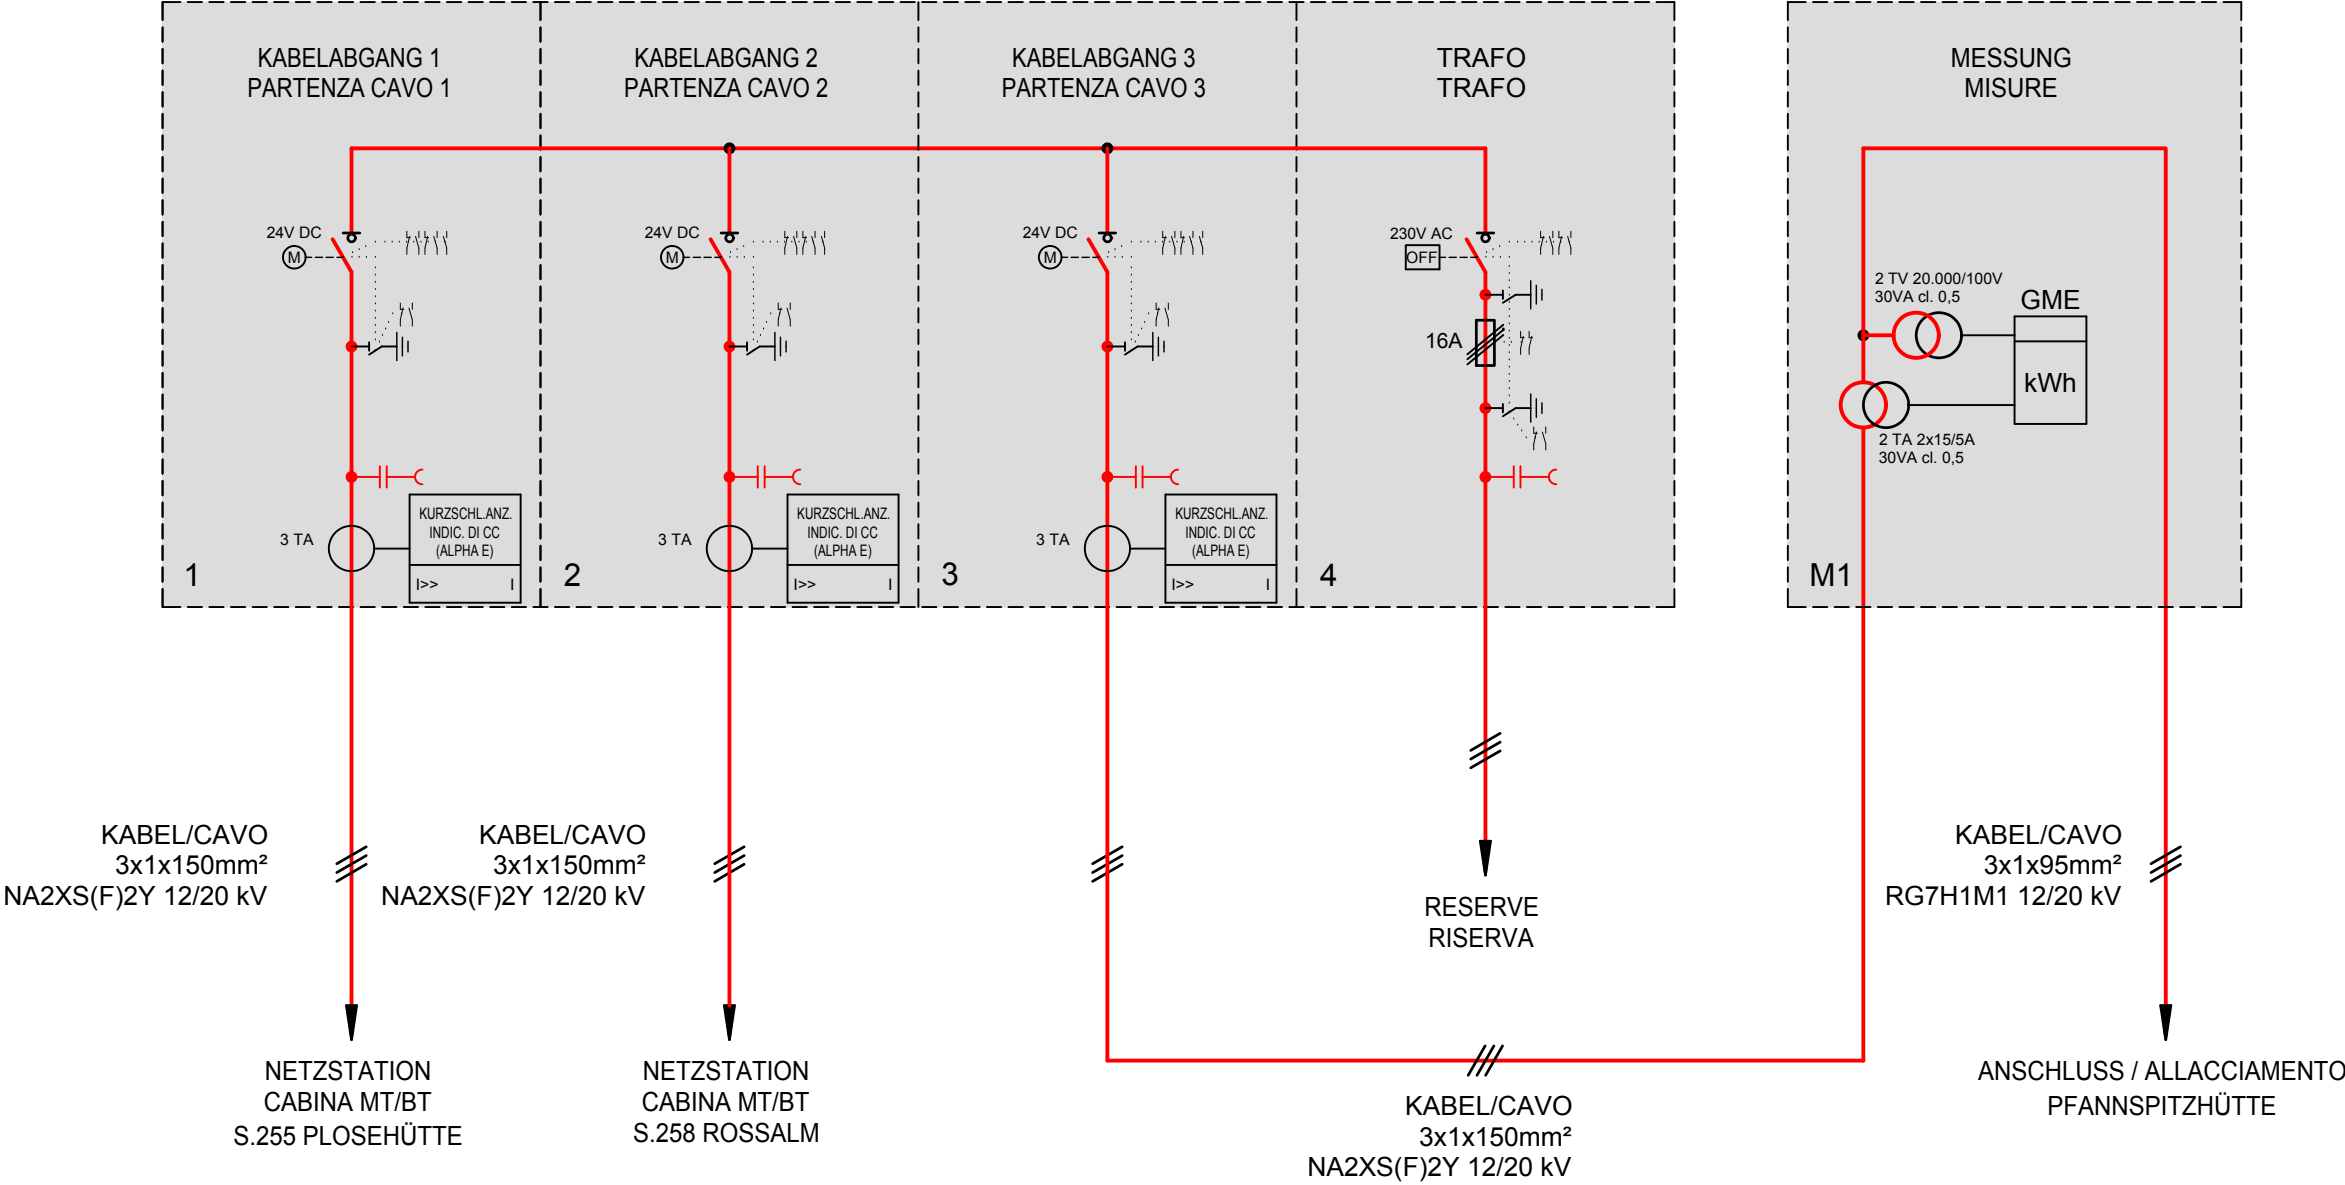 KABELABGANG 1
PARTENZA CAVO 1
KABELABGANG 2
PARTENZA CAVO 2
KABELABGANG 3
PARTENZA CAVO 3
TRAFO
TRAFO
MESSUNG
MISURE
24V DC
M
24V DC
M
24V DC
M
230V AC
OFF
16A
2 TV 20.000/100V
30VA cl. 0,5
GME
kWh
2 TA 2x15/5A
30VA cl. 0,5
3 TA
KURZSCHL.ANZ.
INDIC. DI CC
(ALPHA E)
I>> I
3 TA
KURZSCHL.ANZ.
INDIC. DI CC
(ALPHA E)
I>> I
3 TA
KURZSCHL.ANZ.
INDIC. DI CC
(ALPHA E)
I>> I
1
2
3
4
M1
KABEL/CAVO
3x1x150mm²
NA2XS(F)2Y 12/20 kV
KABEL/CAVO
3x1x150mm²
NA2XS(F)2Y 12/20 kV
RESERVE
RISERVA
KABEL/CAVO
3x1x95mm²
RG7H1M1 12/20 kV
NETZSTATION
CABINA MT/BT
S.255 PLOSEHÜTTE
NETZSTATION
CABINA MT/BT
S.258 ROSSALM
KABEL/CAVO
3x1x150mm²
NA2XS(F)2Y 12/20 kV
ANSCHLUSS / ALLACCIAMENTO
PFANNSPITZHÜTTE